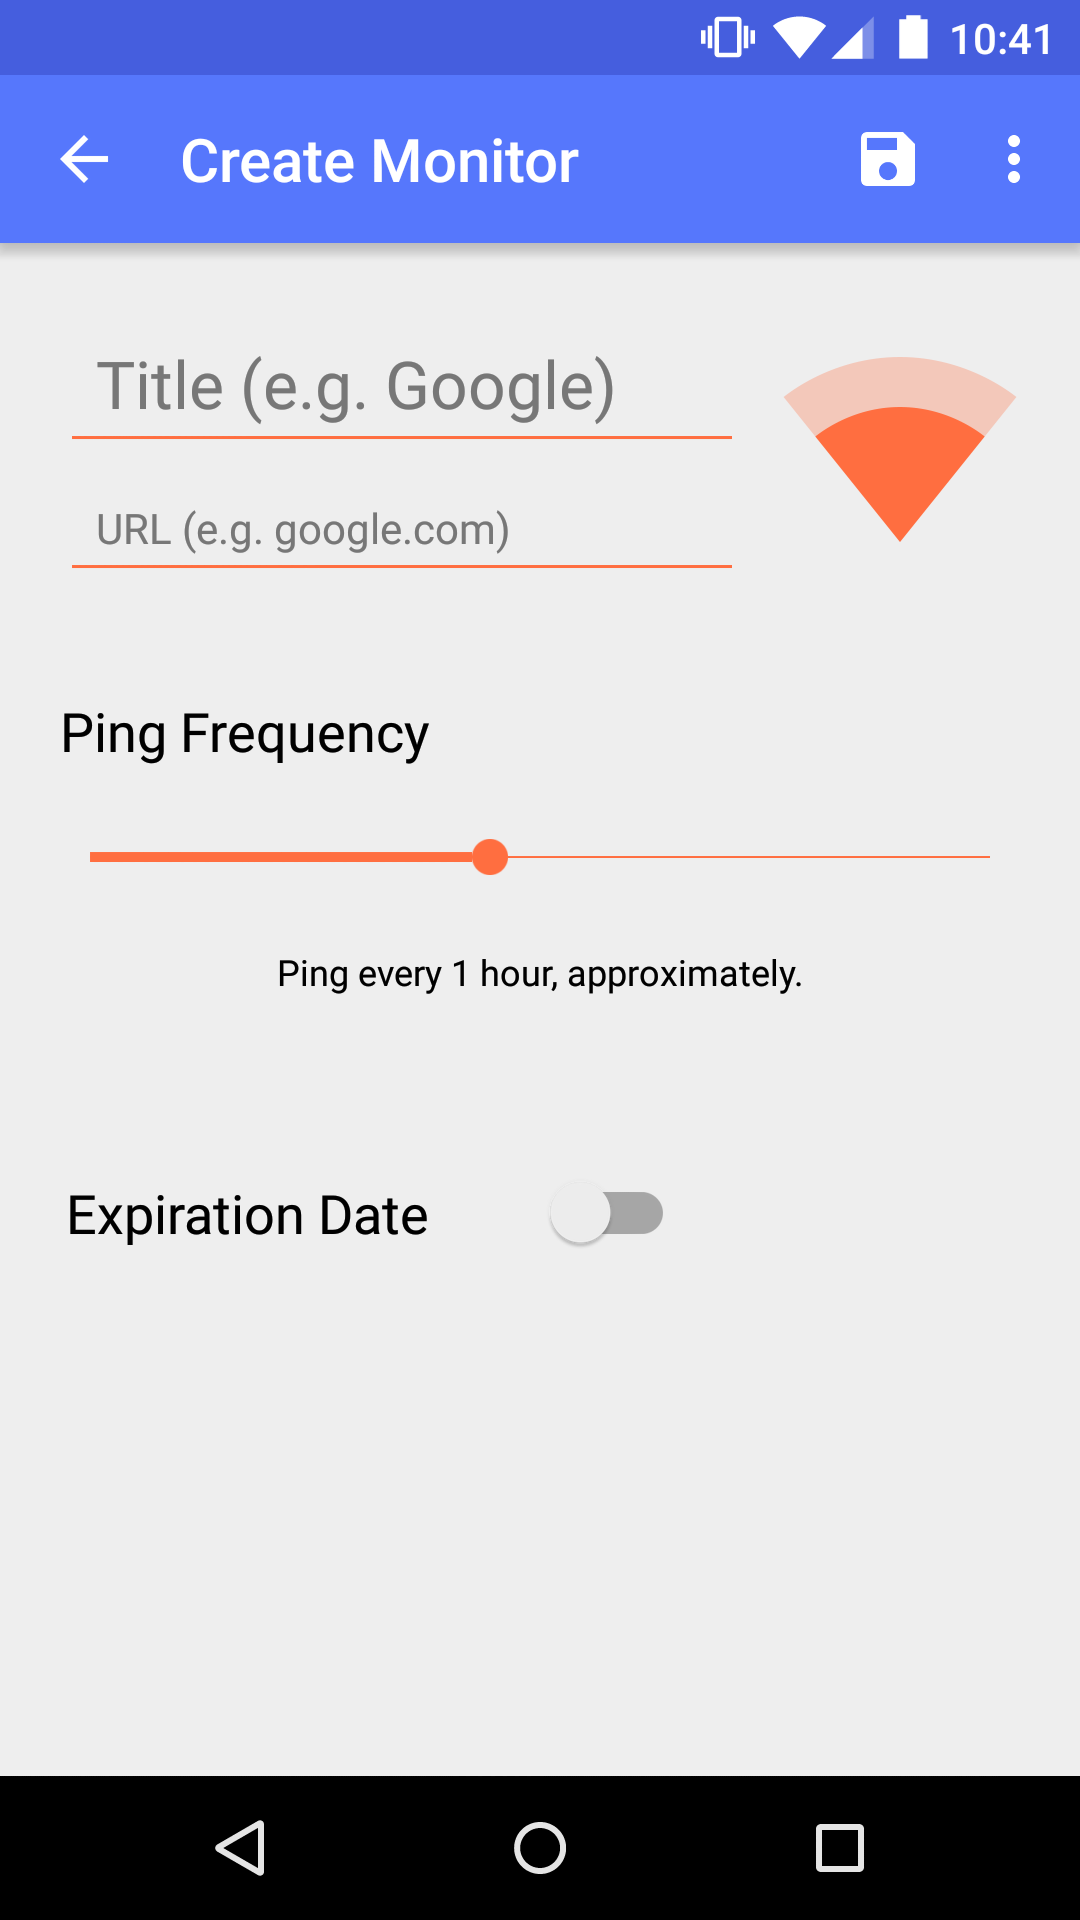 10:41
Create Monitor
Title (e.g. Google)
URL (e.g. google.com)
Ping Frequency
Ping every 1 hour, approximately.
Expiration Date